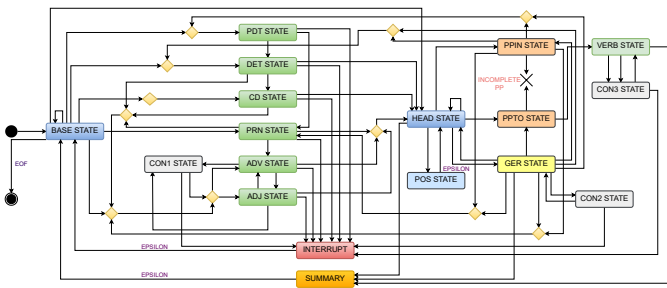 PDT STATE
PPIN STATE
VERB STATE
DET STATE
INCOMPLETE
PP
CD STATE
CON3 STATE
BASE STATE
PRN STATE
HEAD STATE
PPTO STATE
EOF
CON1 STATE
ADV STATE
EPSILON
GER STATE
POS STATE
ADJ STATE
CON2 STATE
EPSILON
INTERRUPT
EPSILON
SUMMARY